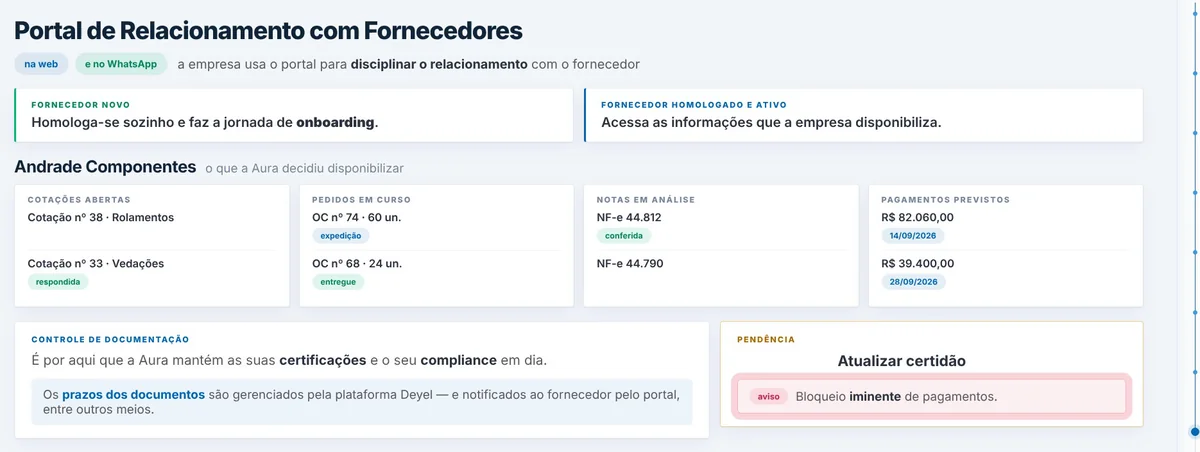 Portal de Relacionamento com Fornecedores
na web e no WhatsApp a empresa usa o portal para disciplinar o relacionamento com o fornecedor
FORNECEDOR NOVO
Homologa-se sozinho e faz a jornada de onboarding.
FORNECEDOR HOMOLOGADO E ATIVO
Acessa as informações que a empresa disponibiliza.
Andrade Componentes o que a Aura decidiu disponibilizar
COTAÇÕES ABERTAS
Cotação nº 38 · Rolamentos
Cotação nº 33 · Vedações
respondida
PEDIDOS EM CURSO
OC nº 74 · 60 un.
expedição
OC nº 68 · 24 un.
entregue
NOTAS EM ANÁLISE
NF-e 44.812
conferida
NF-e 44.790
PAGAMENTOS PREVISTOS
R$ 82.060,00
14/09/2026
R$ 39.400,00
28/09/2026
CONTROLE DE DOCUMENTAÇÃO
É por aqui que a Aura mantém as suas certificações e o seu compliance em dia.
Os prazos dos documentos são gerenciados pela plataforma Deyel — e notificados ao fornecedor pelo portal,
entre outros meios.
PENDÊNCIA
Atualizar certidão
aviso Bloqueio iminente de pagamentos.